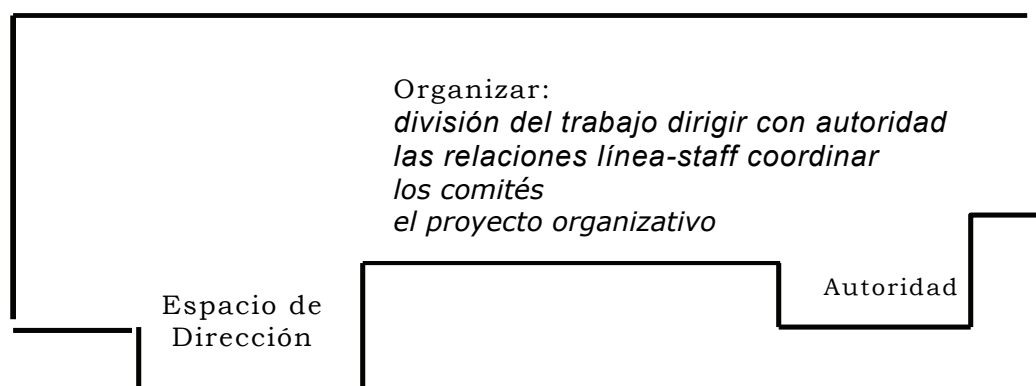 Organizar:
división del trabajo dirigir con autoridad
las relaciones línea-staff coordinar
los comités
el proyecto organizativo
Autoridad
Espacio de
Dirección